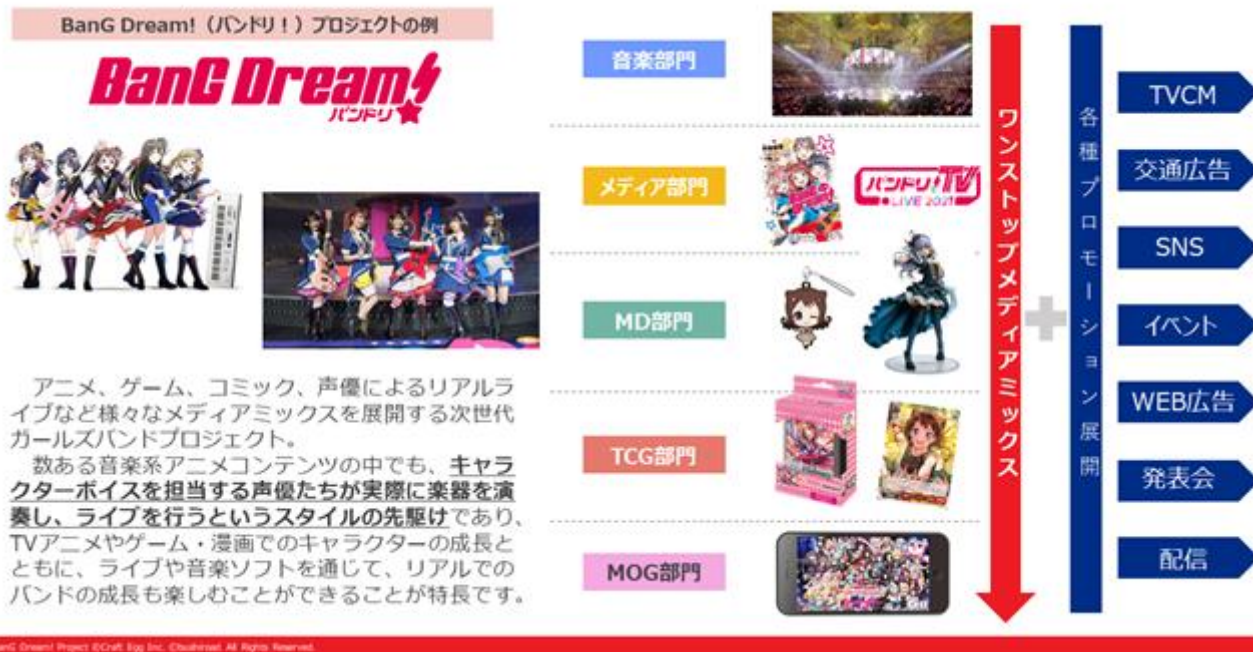 BanG Dream!(バンドリ！)プロジェクトの例
BanG Dream!
バンドリ
アニメ、ゲーム、コミック、声優によるリアルラ
イブなど様々なメディアミックスを展開する次世代
ガールズバンドプロジェクト。
数ある音楽系アニメコンテンツの中でも、キャラ
クターボイスを担当する声優たちが実際に楽器を演
奏し、ライブを行うというスタイルの先駆けであり、
TVアニメやゲーム・漫画でのキャラクターの成長と
ともに、ライブや音楽ソフトを通じて、リアルでの
バンドの成長も楽しむことができることが特長です。
音楽部門
メディア部門
バンドリ!TV
LIVE 2021
MD部門
TCG部門
MOG部門
ワンストップメディアミックス
各種プロモーション展開
TVCM
交通広告
SNS
イベント
WEB広告
発表会
配信
BanG Dream! Project ©Craft Egg Inc. ©bushiroad All Rights Reserved.